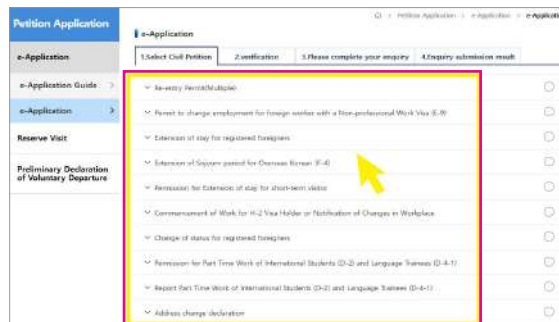 Petition Application
e-Application
e-Application Guide
e-Application
Reserve Visit
Preliminary Declaration
of Voluntary Departure
Petition Application > e-Application > e-Applicati
e-Application
1.Select Civil Petition
2.verification
3.Please complete your enquiry
4.Enquiry submission result
Re-entry Permit(Multiple)
Permit to change employment for foreign worker with a Non-professional Work Visa (E-9)
Extension of stay for registered foreigners
Extension of Sojourn period for Overseas Korean (F-4)
Permission for Extension of stay for short-term visitor
Commencement of Work for H-2 Visa Holder or Notification of Changes in Workplace
Change of status for registered foreigners
Permission for Part Time Work of International Students (D-2) and Language Trainees (D-4-1)
Report Part Time Work of International Students (D-2) and Language Trainees (D-4-1)
Address change declaration